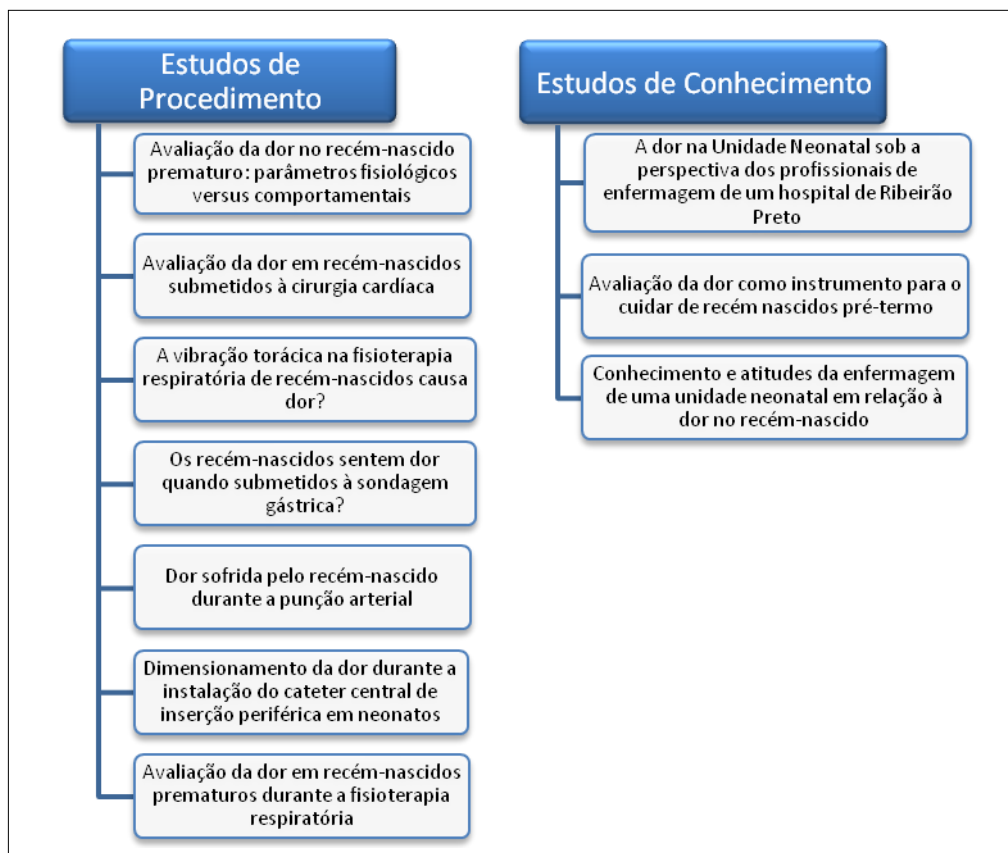 Estudos de
Procedimento
Avaliação da dor no recém-nascido
prematuro: parâmetros fisiológicos
versus comportamentais
Avaliação da dor em recém-nascidos
submetidos à cirurgia cardíaca
A vibração torácica na fisioterapia
respiratória de recém-nascidos causa
dor?
Os recém-nascidos sentem dor
quando submetidos à sondagem
gástrica?
Dor sofrida pelo recém-nascido
durante a punção arterial
Dimensionamento da dor durante a
instalação do cateter central de
inserção periférica em neonatos
Avaliação da dor em recém-nascidos
prematuros durante a fisioterapia
respiratória
Estudos de Conhecimento
A dor na Unidade Neonatal sob a
perspectiva dos profissionais de
enfermagem de um hospital de Ribeirão
Preto
Avaliação da dor como instrumento para o
cuidar de recém nascidos pré-termo
Conhecimento e atitudes da enfermagem
de uma unidade neonatal em relação à
dor no recém-nascido